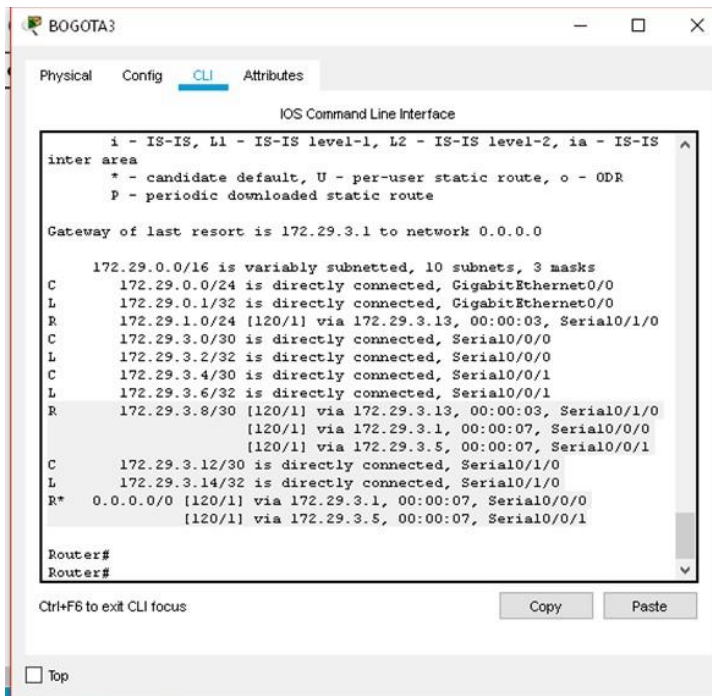 BOGOTA3
Physical Config CLI Attributes
IOS Command Line Interface
i - IS-IS, L1 - IS-IS level-1, L2 - IS-IS level-2, ia - IS-IS
inter area
* - candidate default, U - per-user static route, o - ODR
P - periodic downloaded static route
Gateway of last resort is 172.29.3.1 to network 0.0.0.0
172.29.0.0/16 is variably subnetted, 10 subnets, 3 masks
C 172.29.0.0/24 is directly connected, GigabitEthernet0/0
L 172.29.0.1/32 is directly connected, GigabitEthernet0/0
R 172.29.1.0/24 [120/1] via 172.29.3.13, 00:00:03, Serial0/1/0
C 172.29.3.0/30 is directly connected, Serial0/0/0
L 172.29.3.2/32 is directly connected, Serial0/0/0
C 172.29.3.4/30 is directly connected, Serial0/0/1
L 172.29.3.6/32 is directly connected, Serial0/0/1
R 172.29.3.8/30 [120/1] via 172.29.3.13, 00:00:03, Serial0/1/0
[120/1] via 172.29.3.1, 00:00:07, Serial0/0/0
[120/1] via 172.29.3.5, 00:00:07, Serial0/0/1
C 172.29.3.12/30 is directly connected, Serial0/1/0
L 172.29.3.14/32 is directly connected, Serial0/1/0
R* 0.0.0.0/0 [120/1] via 172.29.3.1, 00:00:07, Serial0/0/0
[120/1] via 172.29.3.5, 00:00:07, Serial0/0/1
Router#
Router#
Ctrl+F6 to exit CLI focus Copy Paste
Top